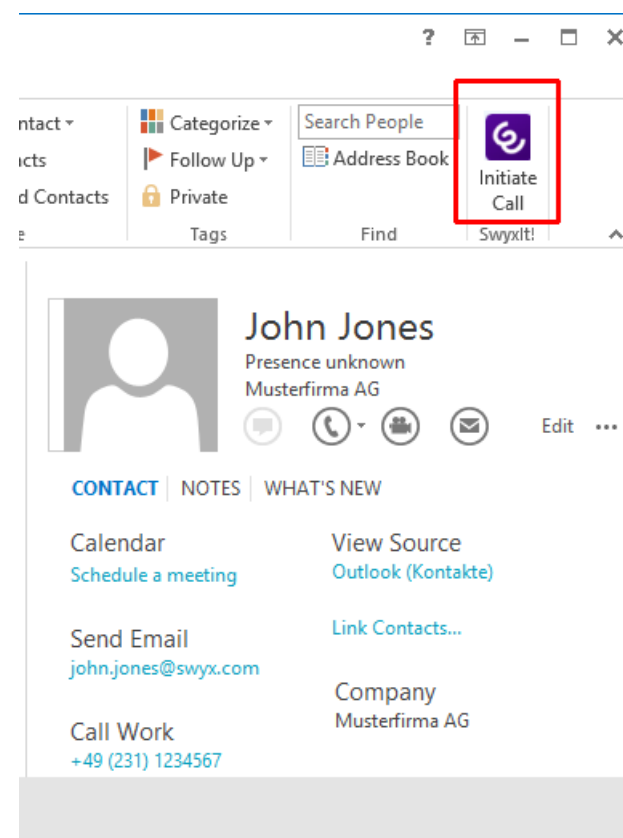 ?
ntact
Categorize
Search People
acts
Follow Up
Address Book
Initiate
Call
d Contacts
Private
Tags
Find
SwyxIt!
John Jones
Presence unknown
Musterfirma AG
Edit
CONTACT NOTES WHAT'S NEW
Calendar
View Source
Schedule a meeting
Outlook (Kontakte)
Link Contacts...
Send Email
john.jones@swyx.com
Company
Musterfirma AG
Call Work
+49 (231) 1234567